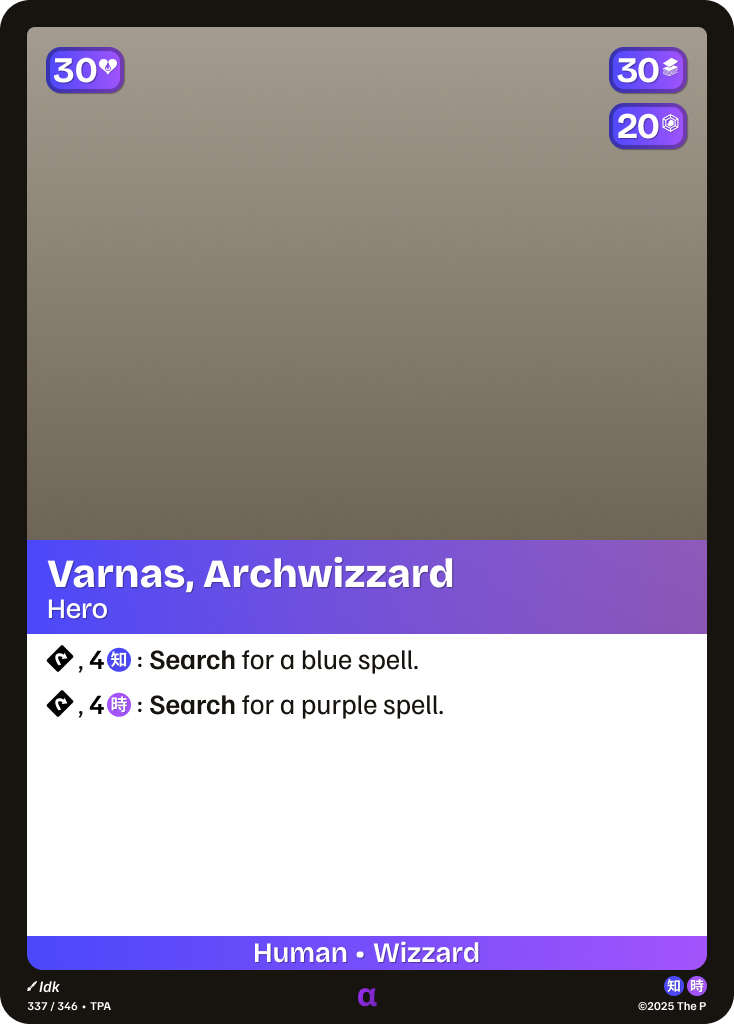 30
30
20
Varnas, Archwizzard
Hero
, 4知 : Search for a blue spell.
, 4時 : Search for a purple spell.
Human • Wizzard
Idk
知 時
337 / 346 • TPA
α
©2025 The P